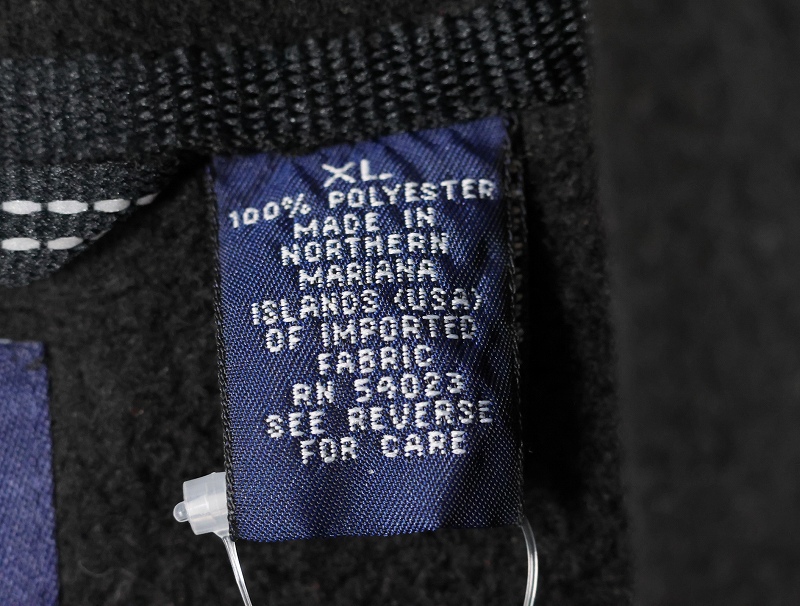 XL.
100% POLYESTER
MADE IN
NORTHERN
MARIANA
ISLANDS (USA)
OF IMPORTED
FABRIC
RN 54023
SEE REVERSE
FOR CARE